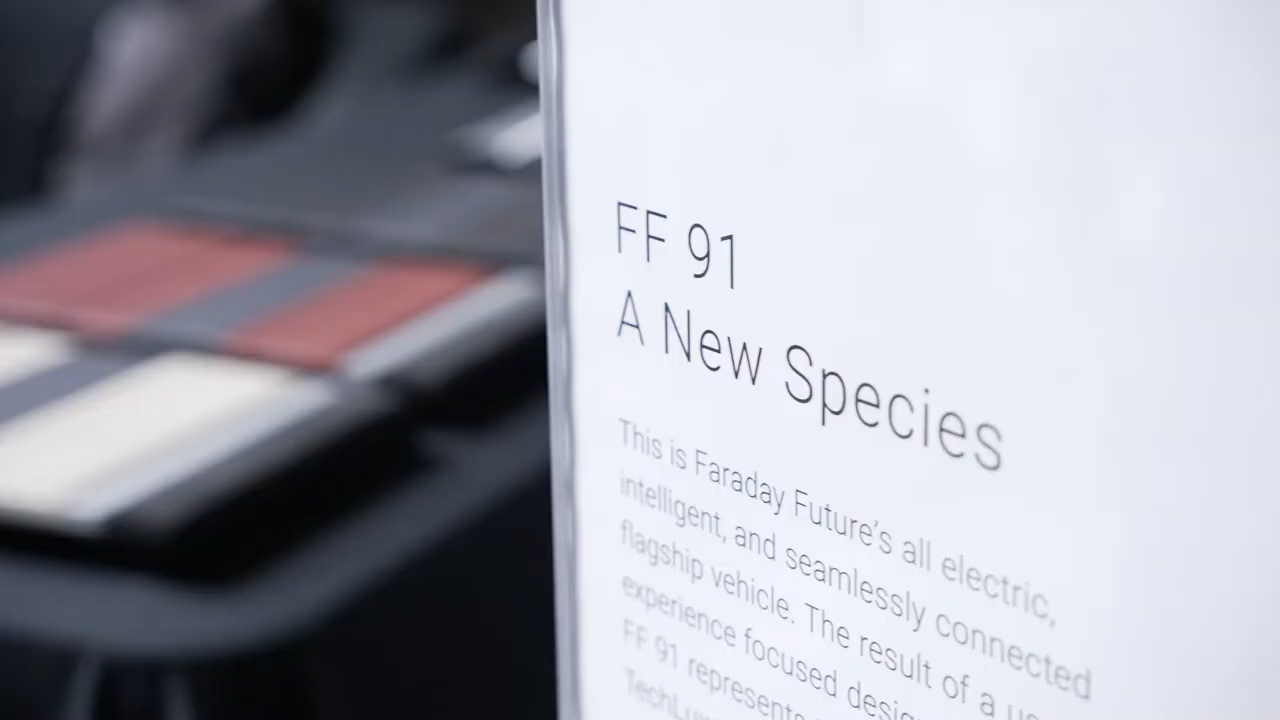 FF 91
A New Species
This is Faraday Future’s all electric,
intelligent, and seamlessly connected
flagship vehicle. The result of a
experience focused
FF 91 represents